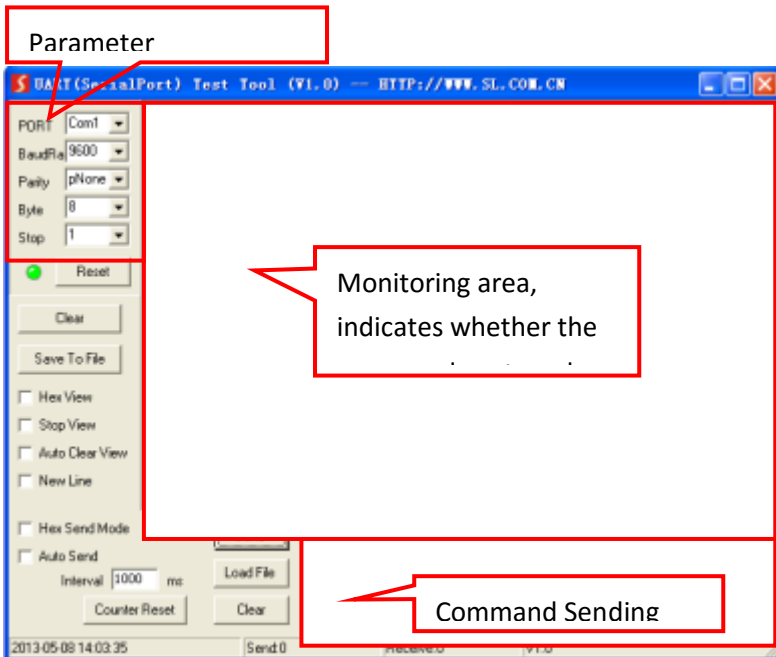 Parameter
UART(SerialPort) Test Tool (V1.0) -- HTTP://WWW.SL.COM.CN
PORT Com1
BaudRa 9600
Parity pNone
Byte 8
Stop 1
Reset
Clear
Save To File
Hex View
Stop View
Auto Clear View
New Line
Monitoring area,
indicates whether the
Hex Send Mode
Auto Send
Interval 1000 ms
Load File
Counter Reset
Clear
Command Sending
2013-05-08 14:03:35 Send:0 Receive:0 V1.0